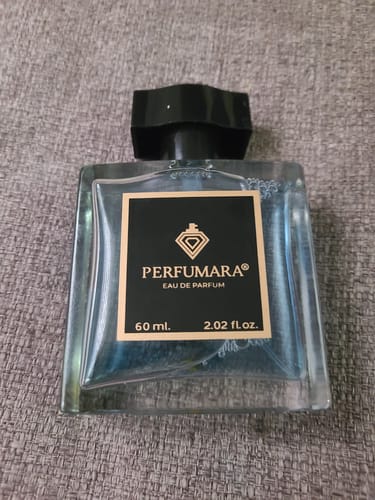 PERFUMARA®
EAU DE PARFUM
60 ml. 2.02 fl.oz.